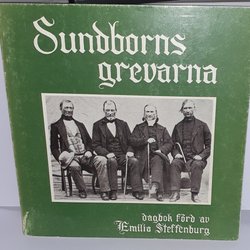 Sundborns
grevarna
dagbok förd av
Emilia Steffenburg